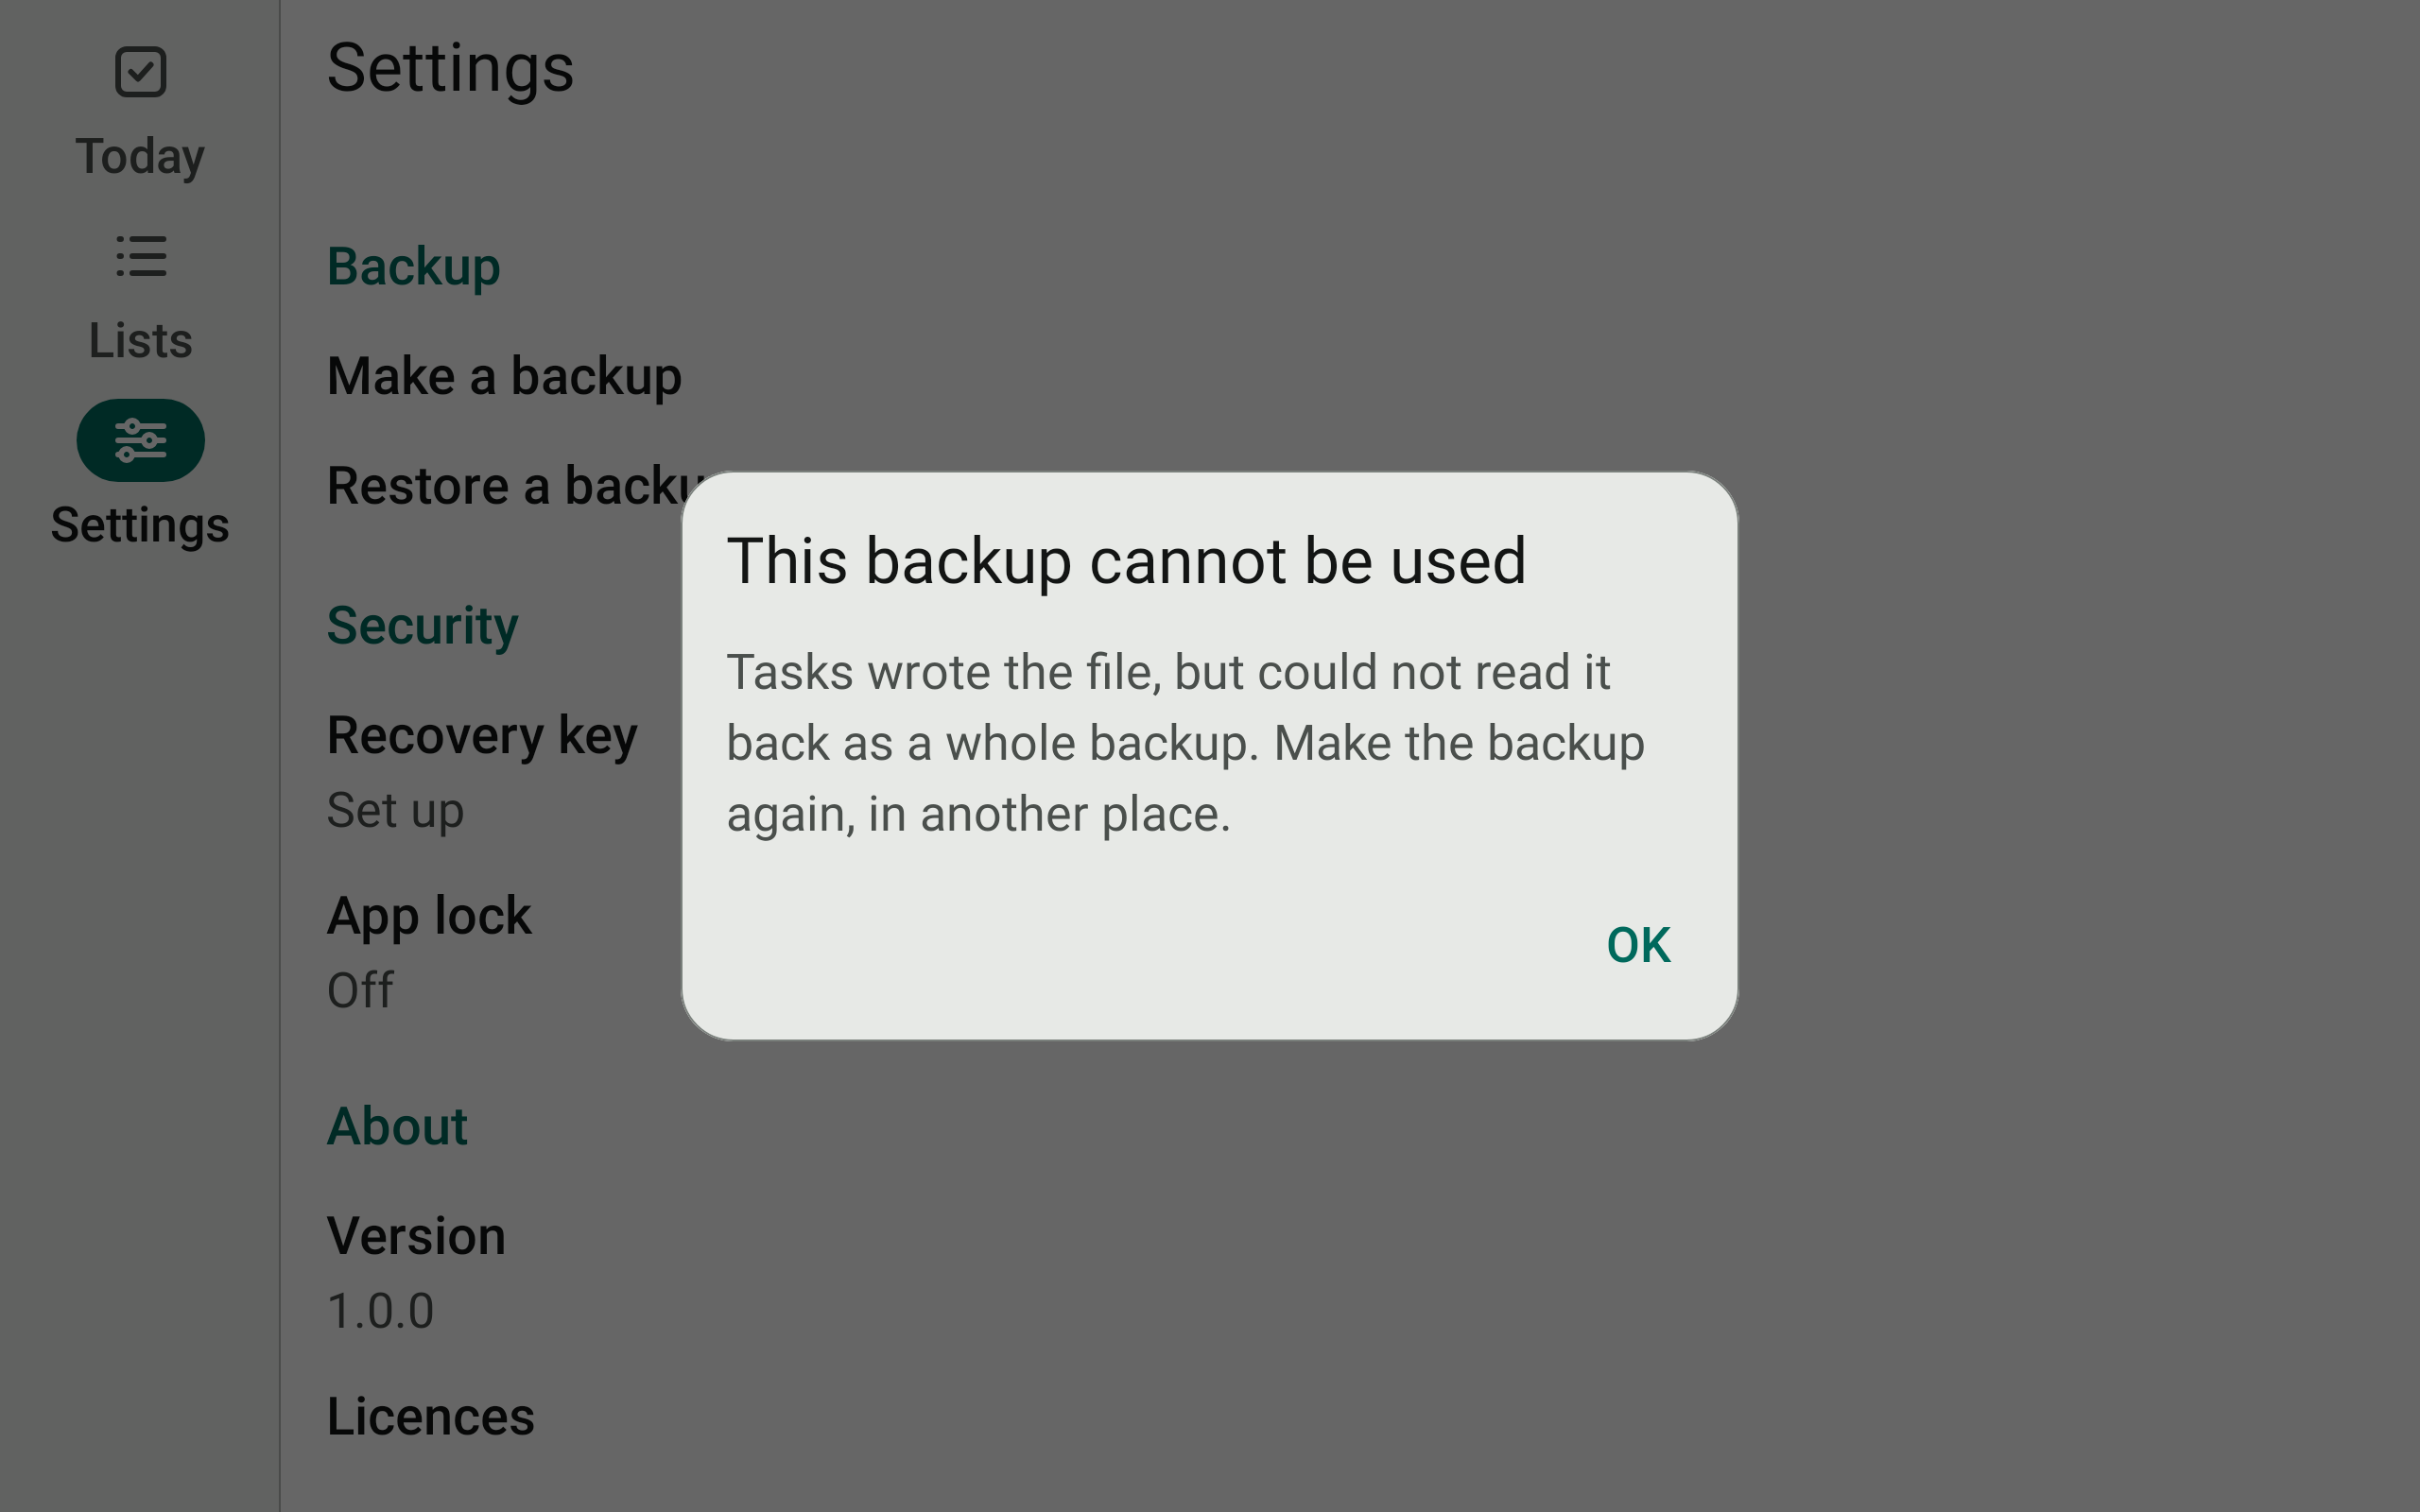 Today
Lists
Settings
Settings
Backup
Make a backup
Restore a backu
Security
Recovery key
Set up
App lock
Off
About
Version
1.0.0
Licences
This backup cannot be used
Tasks wrote the file, but could not read it
back as a whole backup. Make the backup
again, in another place.
OK